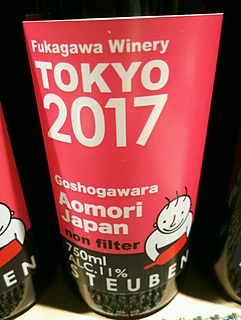 Fukagawa Winery
TOKYO
2017
Goshogawara
Aomori
Japan
non filter
750ml
ALC.11%
STEUBEN